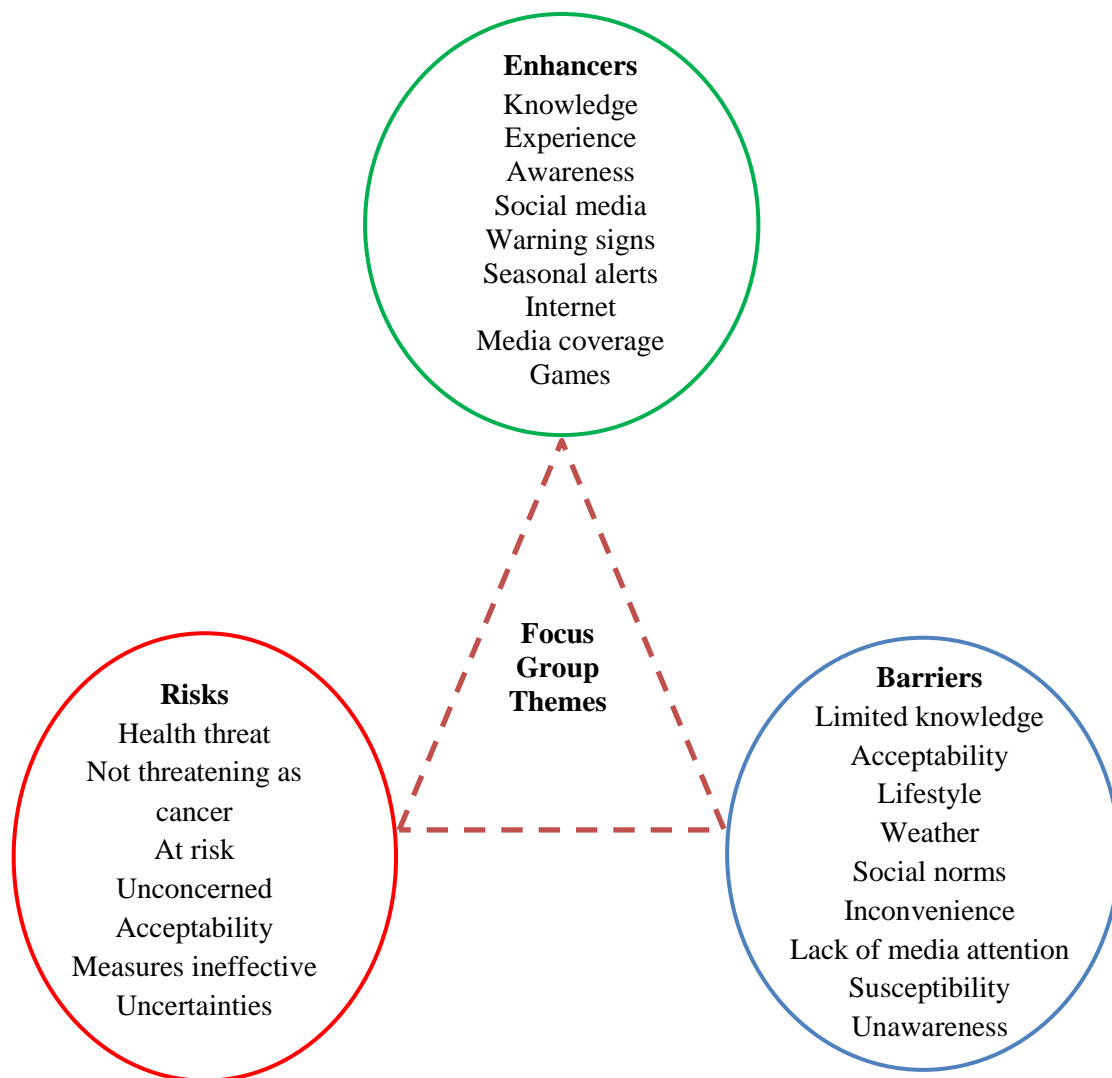 Enhancers
Knowledge
Experience
Awareness
Social media
Warning signs
Seasonal alerts
Internet
Media coverage
Games
Focus
Group
Themes
Risks
Health threat
Not threatening as
cancer
At risk
Unconcerned
Acceptability
Measures ineffective
Uncertainties
Barriers
Limited knowledge
Acceptability
Lifestyle
Weather
Social norms
Inconvenience
Lack of media attention
Susceptibility
Unawareness